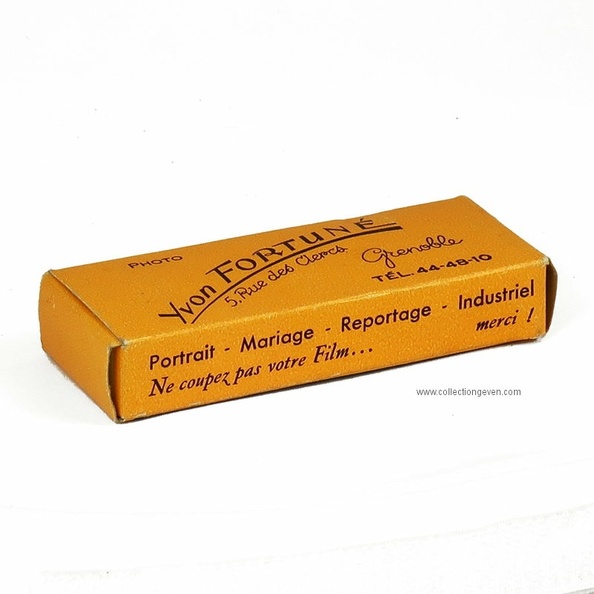 PHOTO
Yvon FORTUNÉ
5, Rue des Clercs
Grenoble
TÉL. 44-48-10
Portrait - Mariage - Reportage - Industriel
Ne coupez pas votre Film... merci !
www.collectiongeven.com